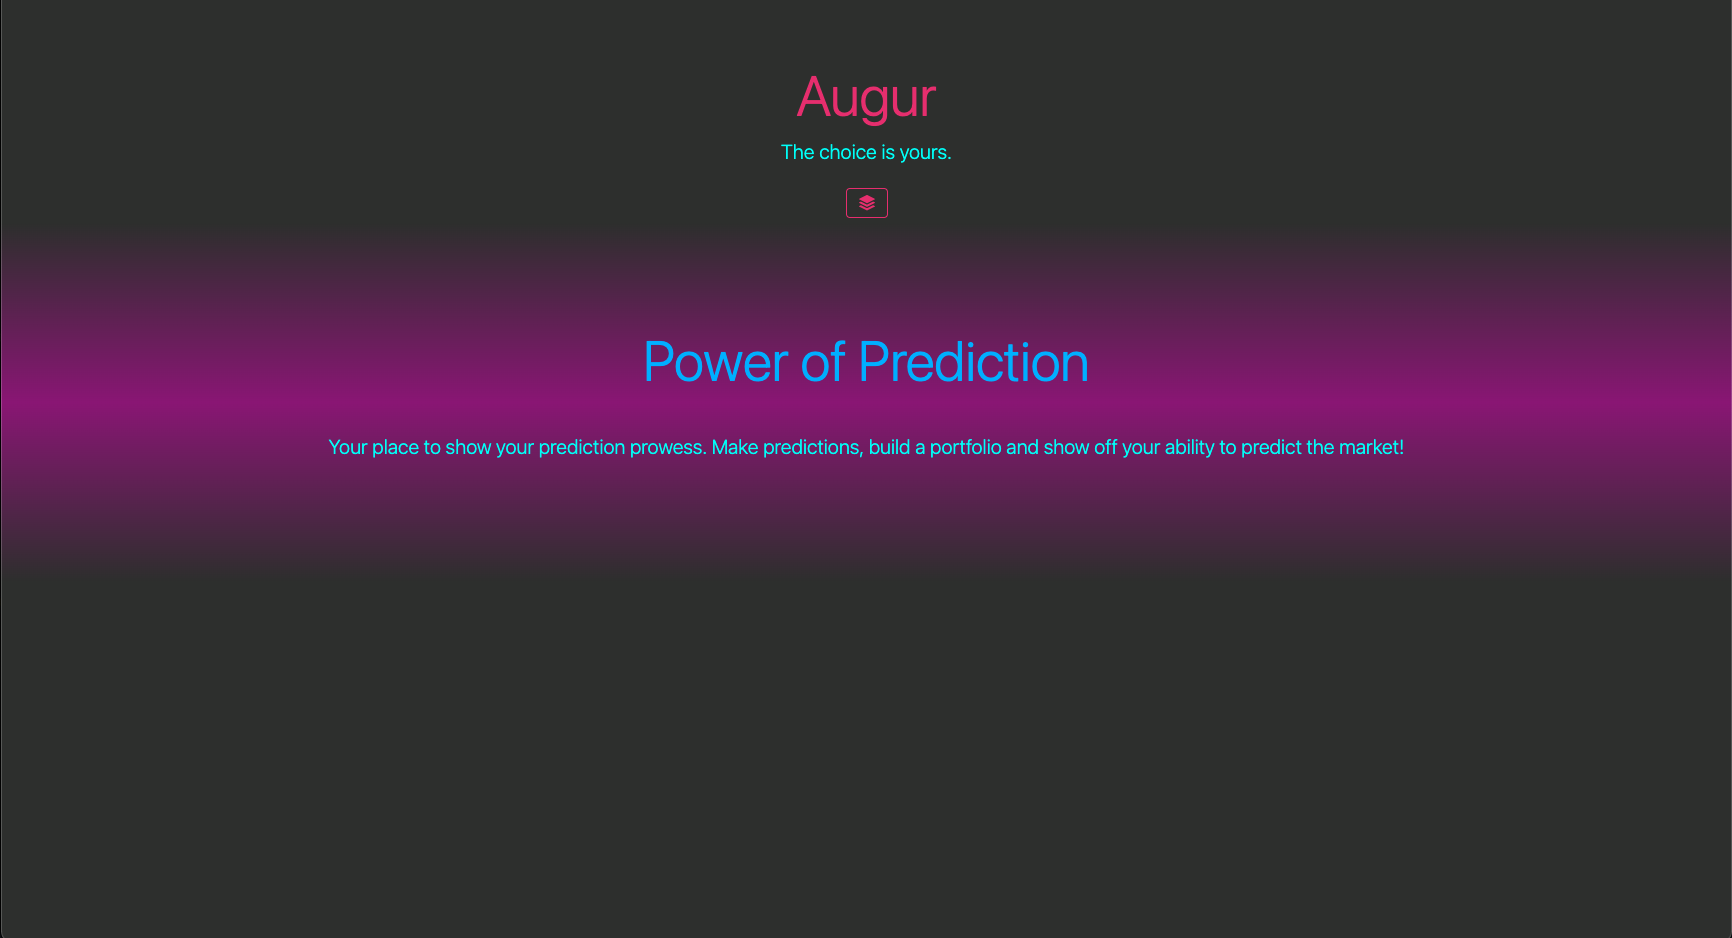 Augur
The choice is yours.
Power of Prediction
Your place to show your prediction prowess. Make predictions, build a portfolio and show off your ability to predict the market!